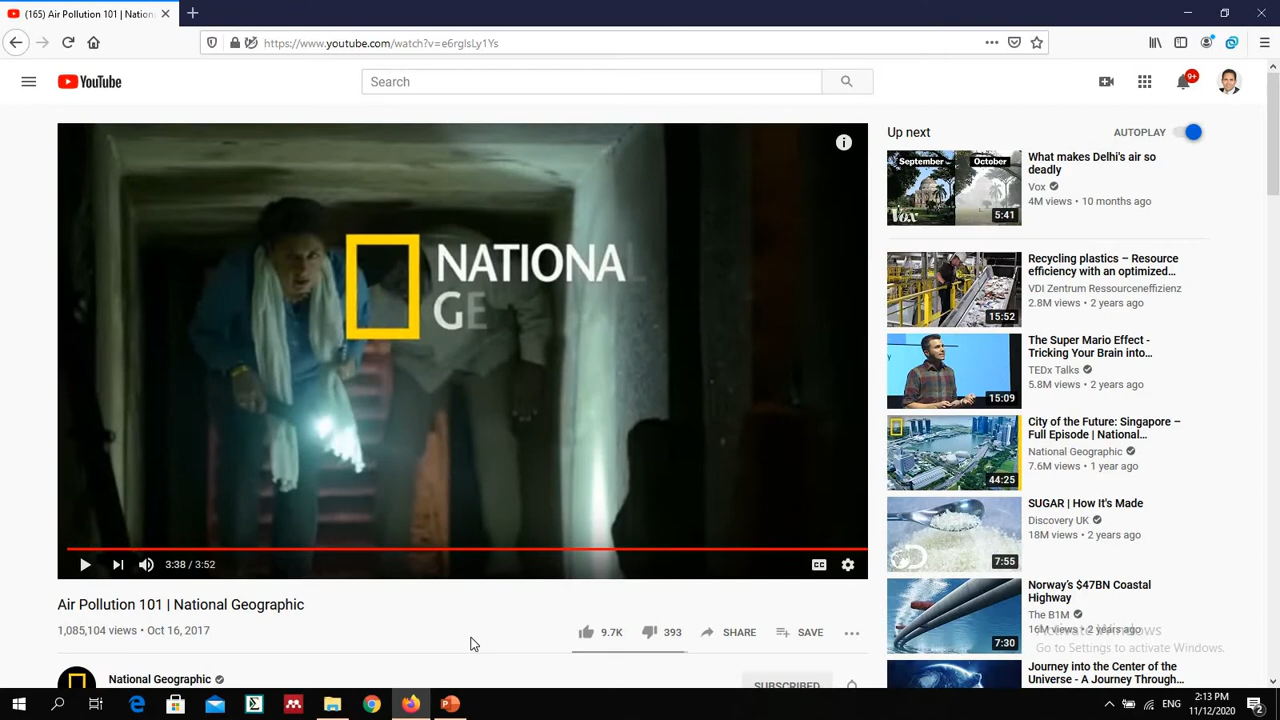 (165) Air Pollution 101 | Nation
https://www.youtube.com/watch?v=e6rgIsLy1Ys
YouTube
Search
9+
NATIONA
GE
3:38 / 3:52
CC
Air Pollution 101 | National Geographic
1,085,104 views • Oct 16, 2017
9.7K
393
SHARE
SAVE
National Geographic
SUBSCRIBED
Up next
AUTOPLAY
September
October
Vox
5:41
What makes Delhi's air so
deadly
Vox
4M views • 10 months ago
15:52
Recycling plastics – Resource
efficiency with an optimized...
VDI Zentrum Ressourceneffizienz
2.8M views • 2 years ago
15:09
The Super Mario Effect -
Tricking Your Brain into...
TEDx Talks
5.8M views • 2 years ago
44:25
City of the Future: Singapore –
Full Episode | National...
National Geographic
7.6M views • 1 year ago
7:55
SUGAR | How It's Made
Discovery UK
18M views • 2 years ago
7:30
Norway's $47BN Coastal
Highway
The B1M
16M views • 2 years ago
Activate Windows
Go to Settings to activate Windows.
Journey into the Center of the
Universe - A Journey Through...
ENG
2:13 PM
11/12/2020
2